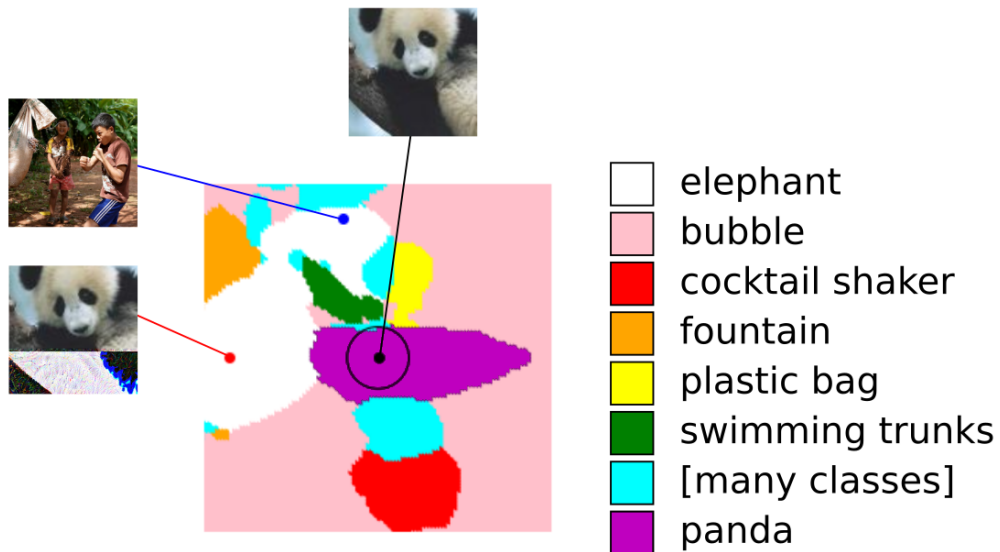 elephant
bubble
cocktail shaker
fountain
plastic bag
swimming trunks
[many classes]
panda